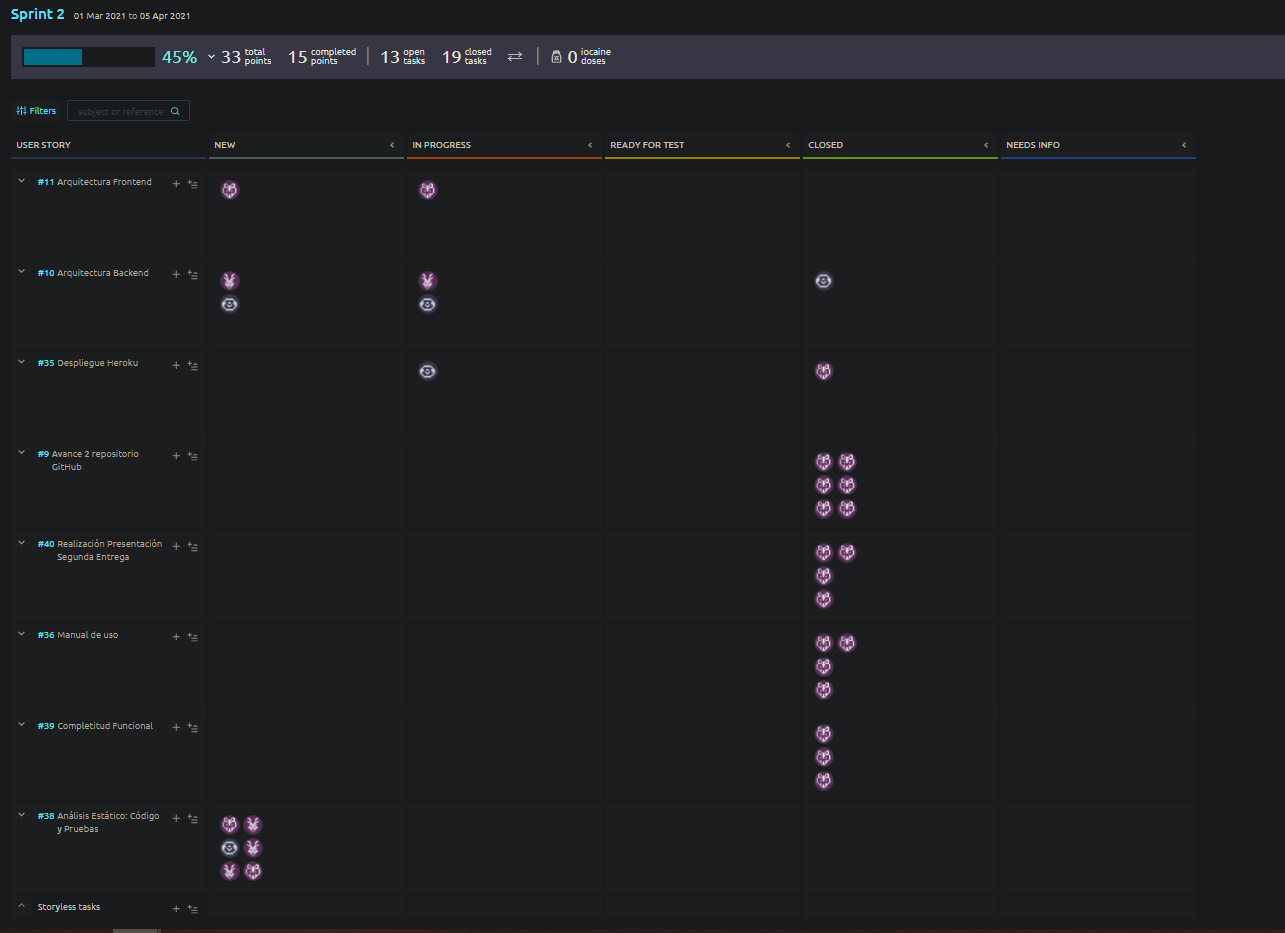 Sprint 2 01 Mar 2021 to 05 Apr 2021
45% 33 total points 15 completed points 13 open tasks 19 closed tasks 0 iocaine doses
Filters subject or reference
USER STORY NEW IN PROGRESS READY FOR TEST CLOSED NEEDS INFO
#11 Arquitectura Frontend
#10 Arquitectura Backend
#35 Despliegue Heroku
#9 Avance 2 repositorio
GitHub
#40 Realización Presentación
Segunda Entrega
#36 Manual de uso
#39 Completitud Funcional
#38 Análisis Estático: Código
y Pruebas
Storyless tasks